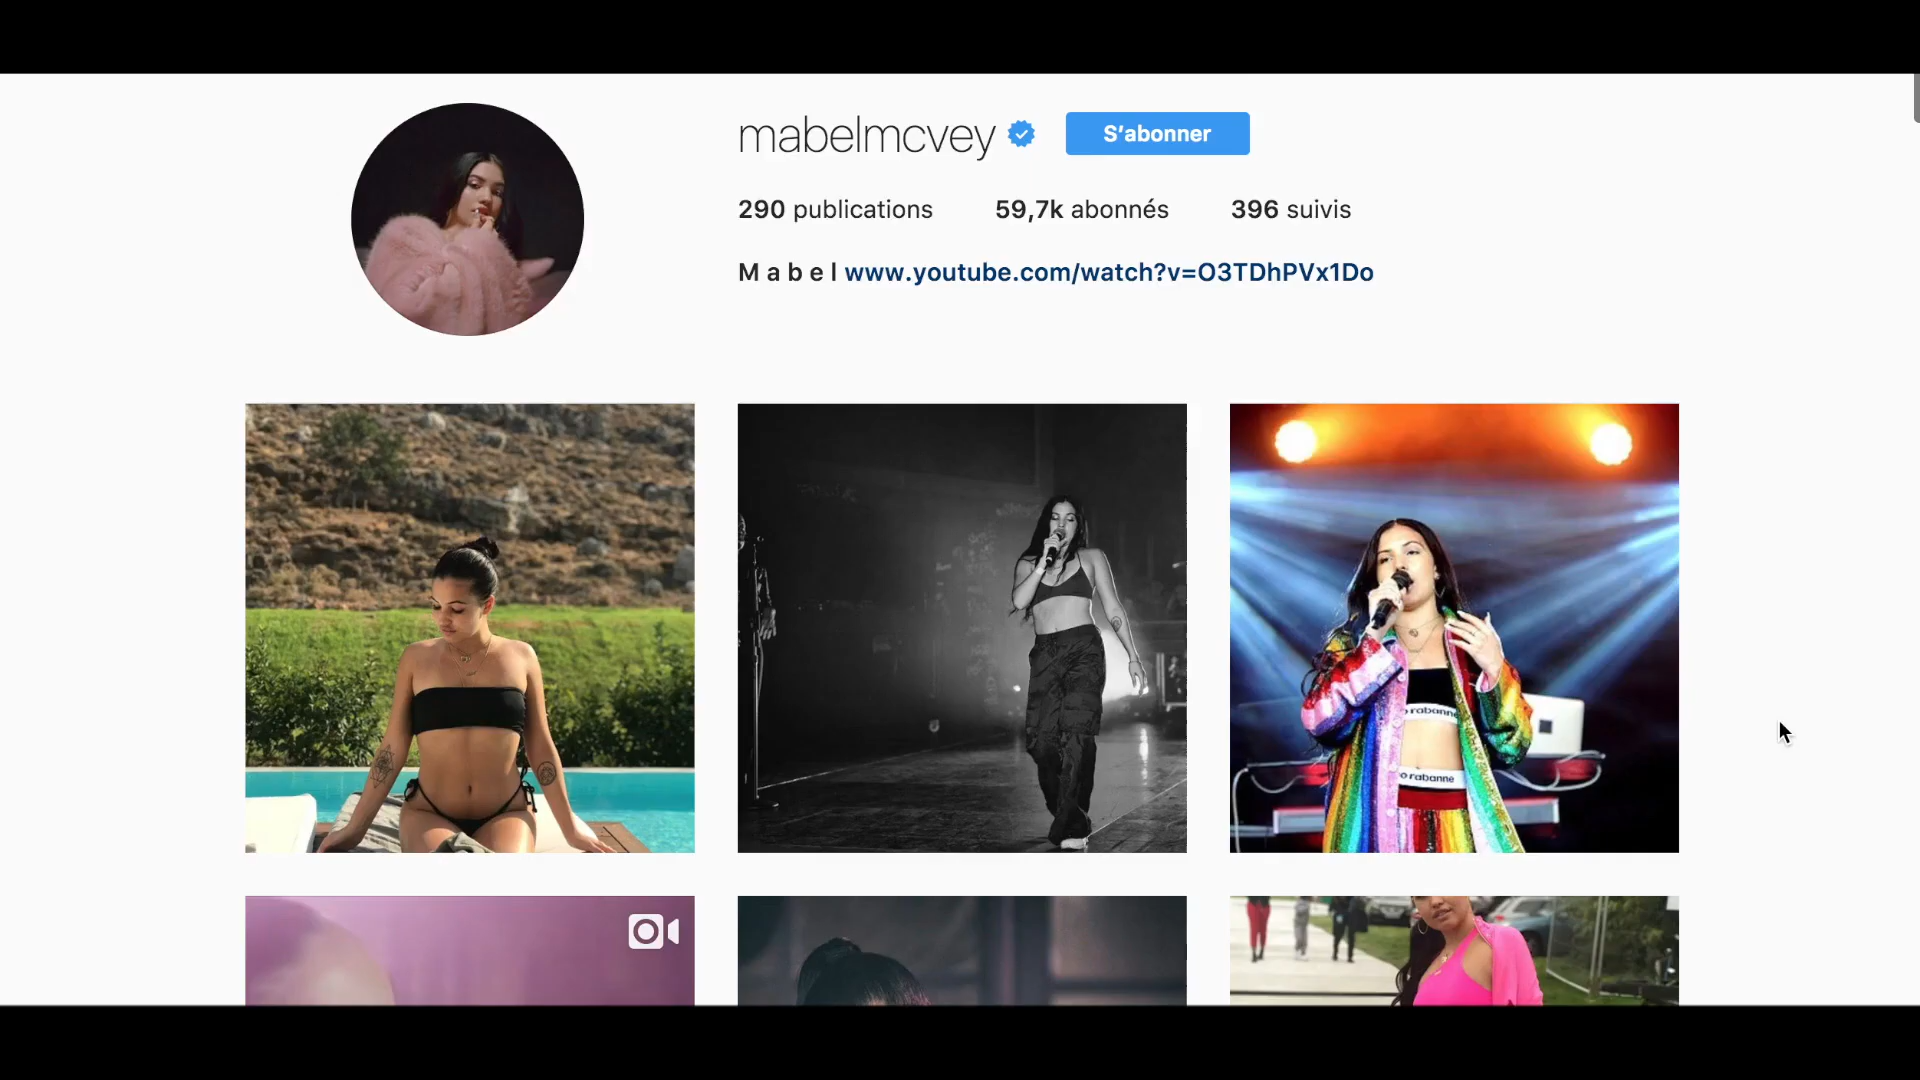 mabelmcvey
S'abonner
290 publications
59,7k abonnés
396 suivis
M a b e l www.youtube.com/watch?v=O3TDhPVx1Do
o rabanne
o rabanne